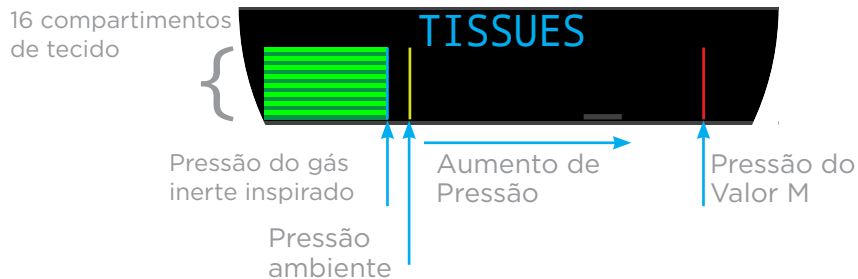 16 compartimentos
de tecido
TISSUES
Pressão do gás
inerte inspirado
Aumento de
Pressão
Pressão do
Valor M
Pressão
ambiente